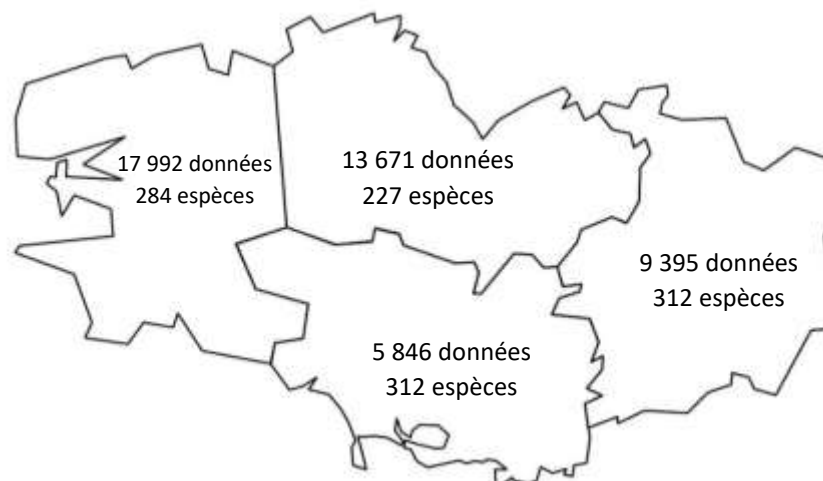 17 992 données
284 espèces
13 671 données
227 espèces
9 395 données
312 espèces
5 846 données
312 espèces